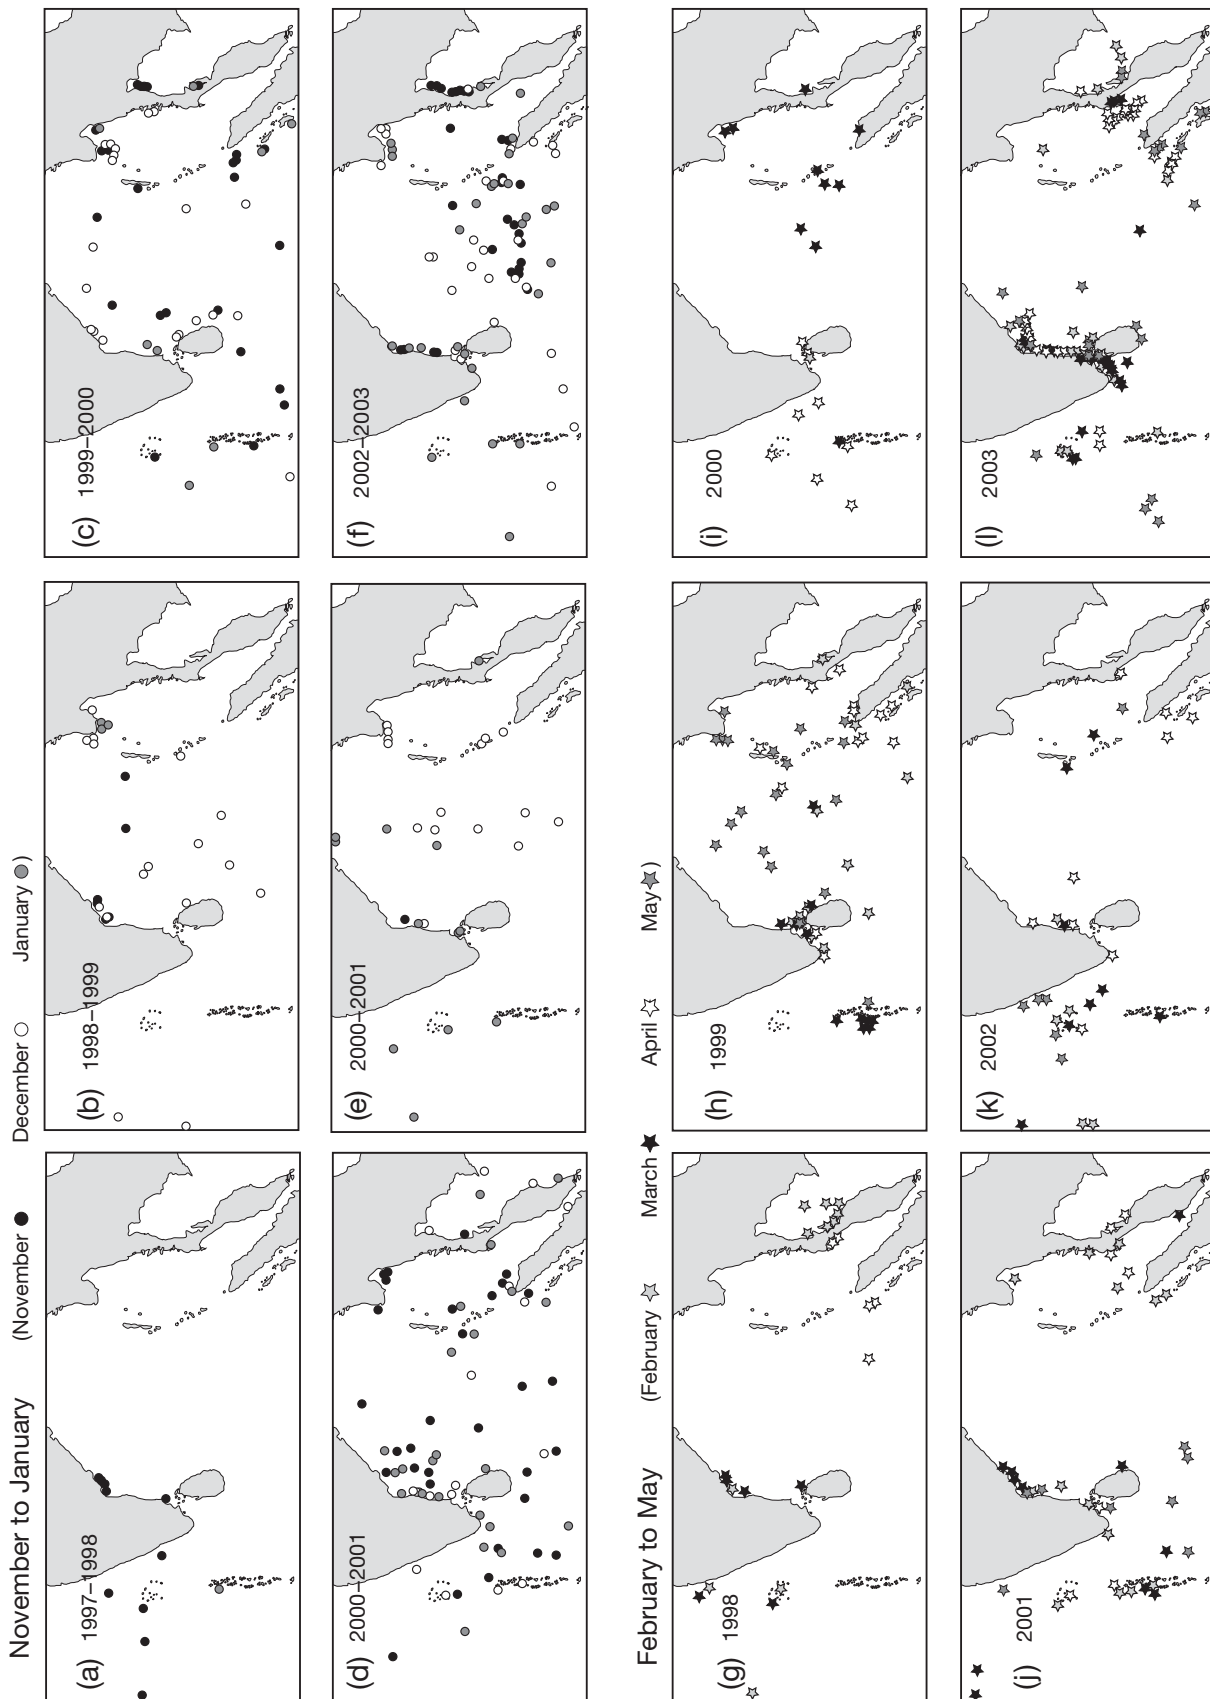 November to January (November December January )
(a) 1997–1998
(b) 1998–1999
(c) 1999–2000
(d) 2000–2001
(e) 2000–2001
(f) 2002–2003
February to May (February March April May )
(g) 1998
(h) 1999
(i) 2000
(j) 2001
(k) 2002
(l) 2003